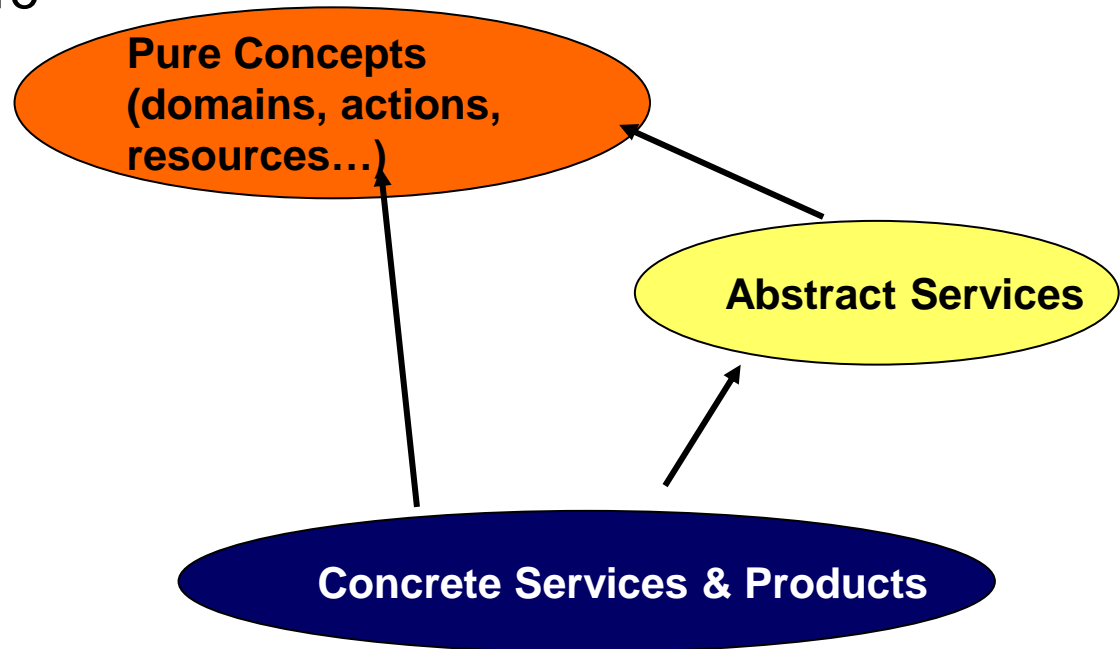 Pure Concepts
(domains, actions,
resources…)
Abstract Services
Concrete Services & Products